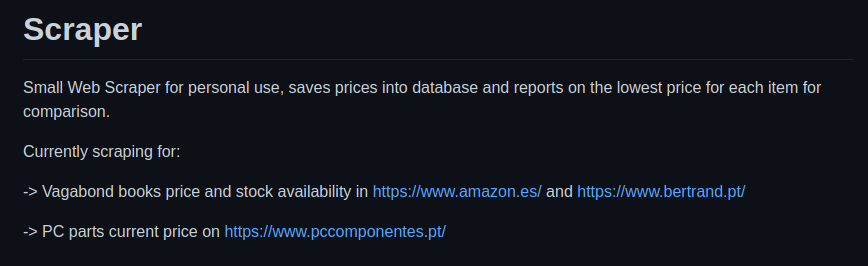 Scraper
Small Web Scraper for personal use, saves prices into database and reports on the lowest price for each item for
comparison.
Currently scraping for:
-> Vagabond books price and stock availability in https://www.amazon.es/ and https://www.bertrand.pt/
-> PC parts current price on https://www.pccomponentes.pt/